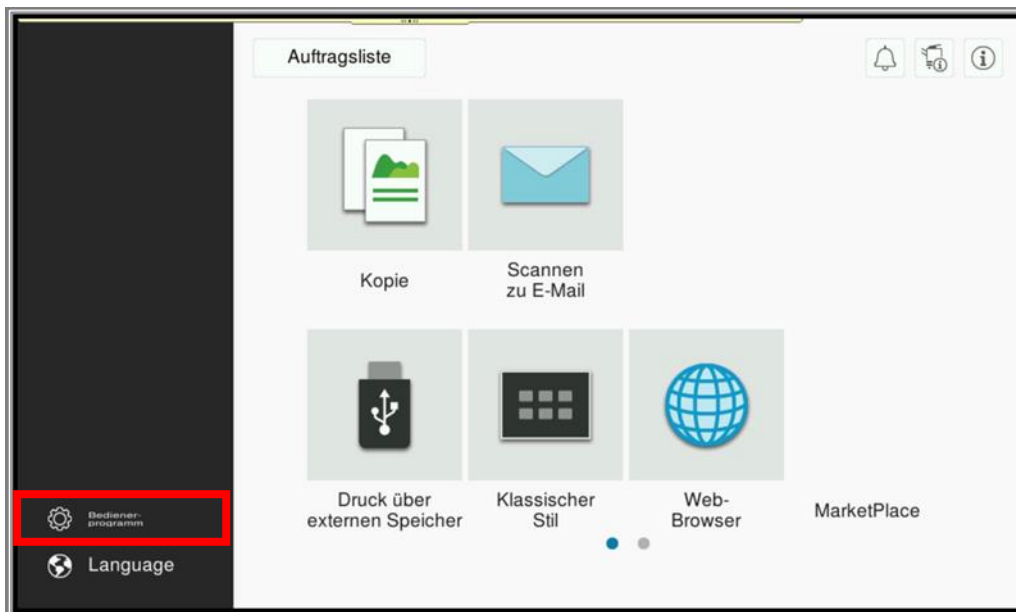 Auftragsliste
Kopie
Scannen
zu E-Mail
Druck über
externen Speicher
Klassischer
Stil
Web-
Browser
MarketPlace
Bediener-
programm
Language